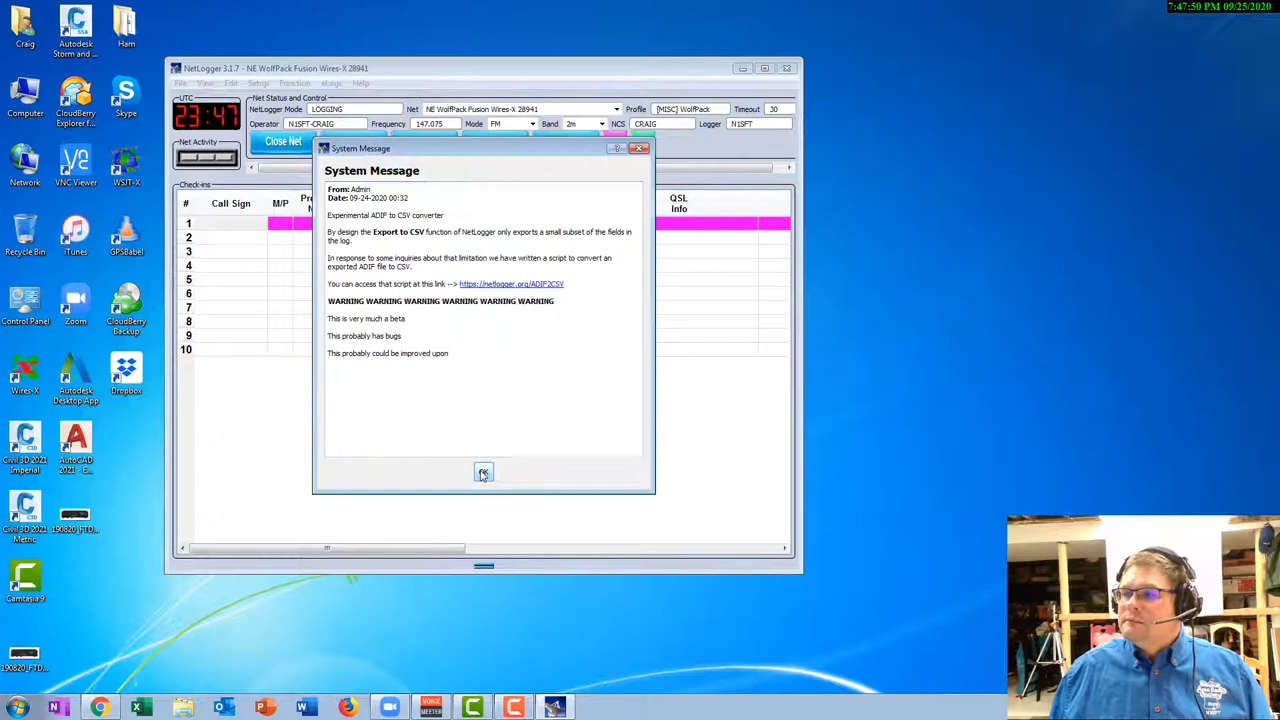 7:47:50 PM 09/25/2020
Craig
Autodesk
Storm and ...
Ham
Computer
CloudBerry
Explorer f...
Skype
Network
VNC Viewer
WSJT-X
Recycle Bin
iTunes
GPSBabel
Control Panel
Zoom
CloudBerry
Backup
Wires-X
Autodesk
Desktop App
Dropbox
Civil 3D 2021
Imperial
AutoCAD
2021 - E...
Civil 3D 2021
Metric
190820_FTD...
Camtasia 9
190820_FTD...
NetLogger 3.1.7 - NE WolfPack Fusion Wires-X 28941
File View Edit Setup Function eLogs Help
UTC
23:47
Net Status and Control
NetLogger Mode LOGGING Net NE WolfPack Fusion Wires-X 28941 Profile [MISC] WolfPack Timeout 30
Operator N1SFT-CRAIG Frequency 147.075 Mode FM Band 2m NCS CRAIG Logger N1SFT
Net Activity
Close Net
Check-ins
# Call Sign M/P
QSL
Info
1
2
3
4
5
6
7
8
9
10
System Message
System Message
From: Admin
Date: 09-24-2020 00:32
Experimental ADIF to CSV converter
By design the Export to CSV function of NetLogger only exports a small subset of the fields in
the log.
In response to some inquiries about that limitation we have written a script to convert an
exported ADIF file to CSV.
You can access that script at this link --> https://netlogger.org/ADIF2CSV
WARNING WARNING WARNING WARNING WARNING WARNING
This is very much a beta
This probably has bugs
This probably could be improved upon
OK
VOICE
MEETER